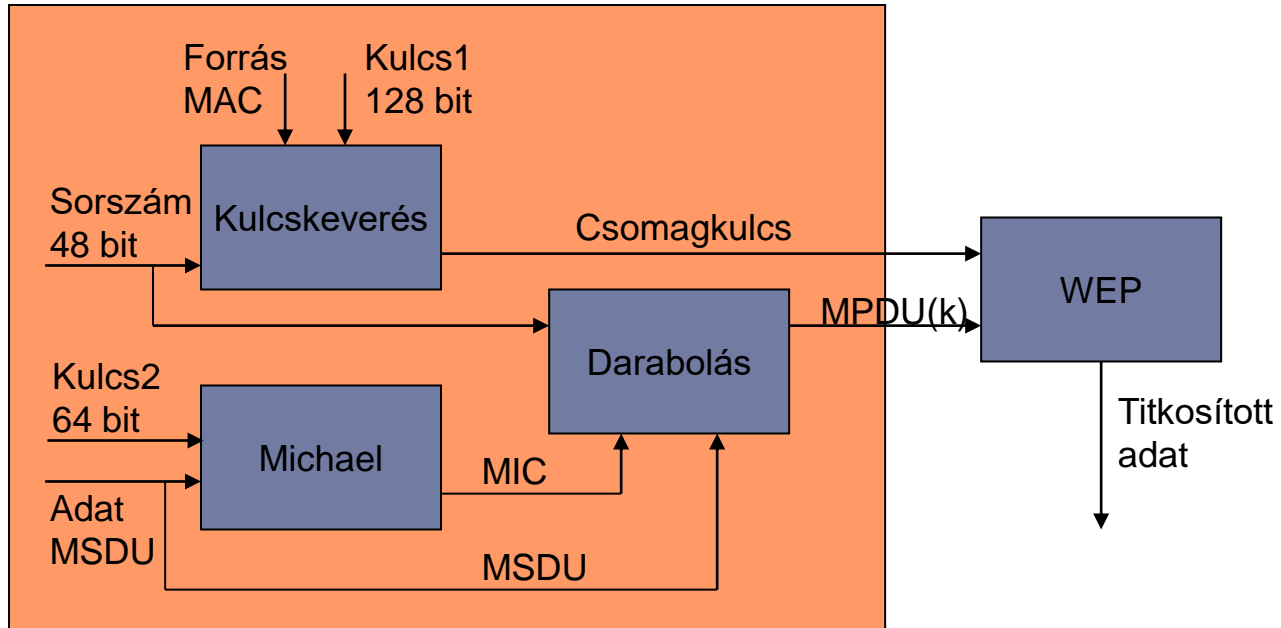 Forrás
MAC
Kulcs1
128 bit
Sorszám
48 bit
Kulcskeverés
Csomagkulcs
WEP
MPDU(k)
Darabolás
Kulcs2
64 bit
Michael
MIC
Titkosított
adat
Adat
MSDU
MSDU